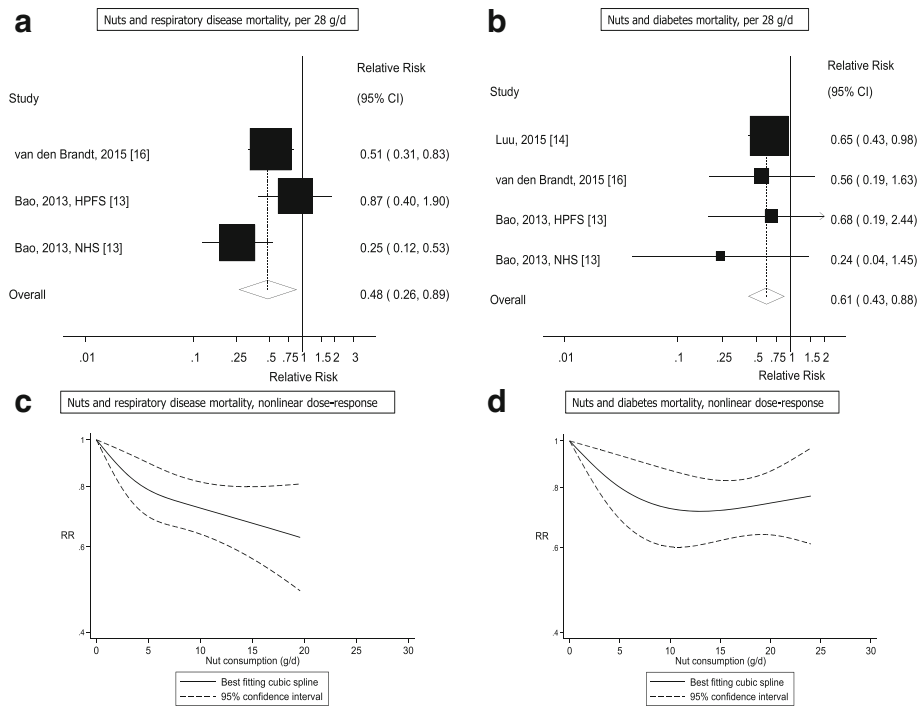 a
Nuts and respiratory disease mortality, per 28 g/d
Relative Risk
Study
(95% CI)
van den Brandt, 2015 [16]
0.51 ( 0.31, 0.83)
Bao, 2013, HPFS [13]
0.87 ( 0.40, 1.90)
Bao, 2013, NHS [13]
0.25 ( 0.12, 0.53)
Overall
0.48 ( 0.26, 0.89)
.01 .1 .25 .5 .75 1 1.5 2 3
Relative Risk
b
Nuts and diabetes mortality, per 28 g/d
Relative Risk
Study
(95% CI)
Luu, 2015 [14]
0.65 ( 0.43, 0.98)
van den Brandt, 2015 [16]
0.56 ( 0.19, 1.63)
Bao, 2013, HPFS [13]
0.68 ( 0.19, 2.44)
Bao, 2013, NHS [13]
0.24 ( 0.04, 1.45)
Overall
0.61 ( 0.43, 0.88)
.01 .1 .25 .5 .75 1 1.5 2
Relative Risk
c
Nuts and respiratory disease mortality, nonlinear dose-response
1
.8
RR
.6
.4
0 5 10 15 20 25 30
Nut consumption (g/d)
Best fitting cubic spline
95% confidence interval
d
Nuts and diabetes mortality, nonlinear dose-response
1
.8
RR
.6
.4
0 5 10 15 20 25 30
Nut consumption (g/d)
Best fitting cubic spline
95% confidence interval